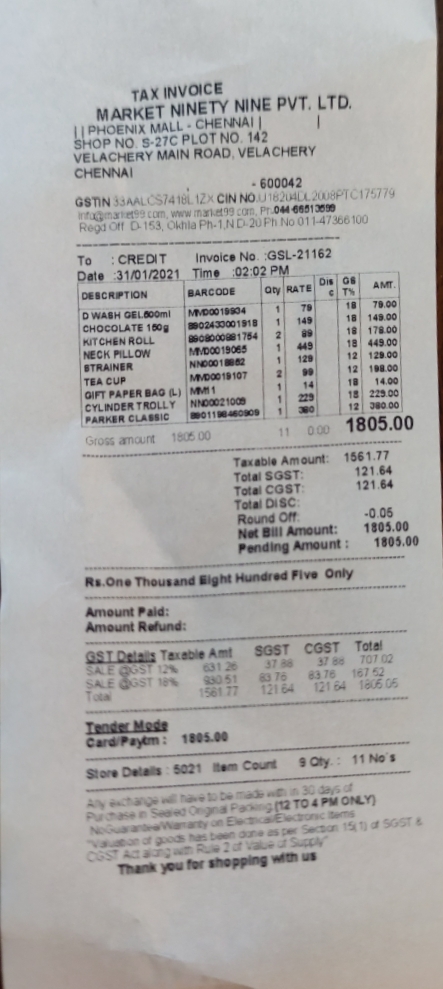 TAX INVOICE
MARKET NINETY NINE PVT. LTD.
|| PHOENIX MALL - CHENNAI | |
SHOP NO. S-27C PLOT NO. 142
VELACHERY MAIN ROAD, VELACHERY
CHENNAI
- 600042
GSTIN 33AALCS7418L1ZX CIN NO.U18204DL2008PTC175779
info@market99.com, www.market99.com, Ph:044-66513699
Regd Off D-153, Okhla Ph-1,N D-20 Ph No 011-47366100
To : CREDIT Invoice No. :GSL-21162
Date :31/01/2021 Time :02:02 PM
DESCRIPTION BARCODE Qty RATE Dis c GS T% AMT.
D WASH GEL500ml MMD0019934 1 79 18 79.00
CHOCOLATE 150g 8902433001918 1 149 18 149.00
KITCHEN ROLL 8908000981754 2 89 18 178.00
NECK PILLOW MMD0019065 1 449 18 449.00
STRAINER NN00018862 1 129 12 129.00
TEA CUP MMD0019107 2 99 12 198.00
GIFT PAPER BAG (L) MM11 1 14 18 14.00
CYLINDER TROLLY NN00021009 1 229 18 229.00
PARKER CLASSIC 8901198460909 1 380 12 380.00
Gross amount 1805.00 11 0.00 1805.00
Taxable Amount: 1561.77
Total SGST: 121.64
Total CGST: 121.64
Total DISC:
Round Off: -0.05
Net Bill Amount: 1805.00
Pending Amount : 1805.00
Rs.One Thousand Eight Hundred Five Only
Amount Paid:
Amount Refund:
GST Details Taxable Amt SGST CGST Total
SALE @GST 12% 631.26 37.88 37.88 707.02
SALE @GST 18% 930.51 83.76 83.76 167.52
Total 1561.77 121.64 121.64 1805.05
Tender Mode
Card/Paytm : 1805.00
Store Details : 5021 Item Count 9 Qty. : 11 No's
Any exchange will have to be made with in 30 days of
Purchase in Sealed Original Packing.(12 TO 4 PM ONLY)
NoGuarantee/Warranty on Electrical/Electronic Items
"Valuation of goods has been done as per Section 15(1) of SGST &
CGST Act along with Rule 2 of Value of Supply"
Thank you for shopping with us